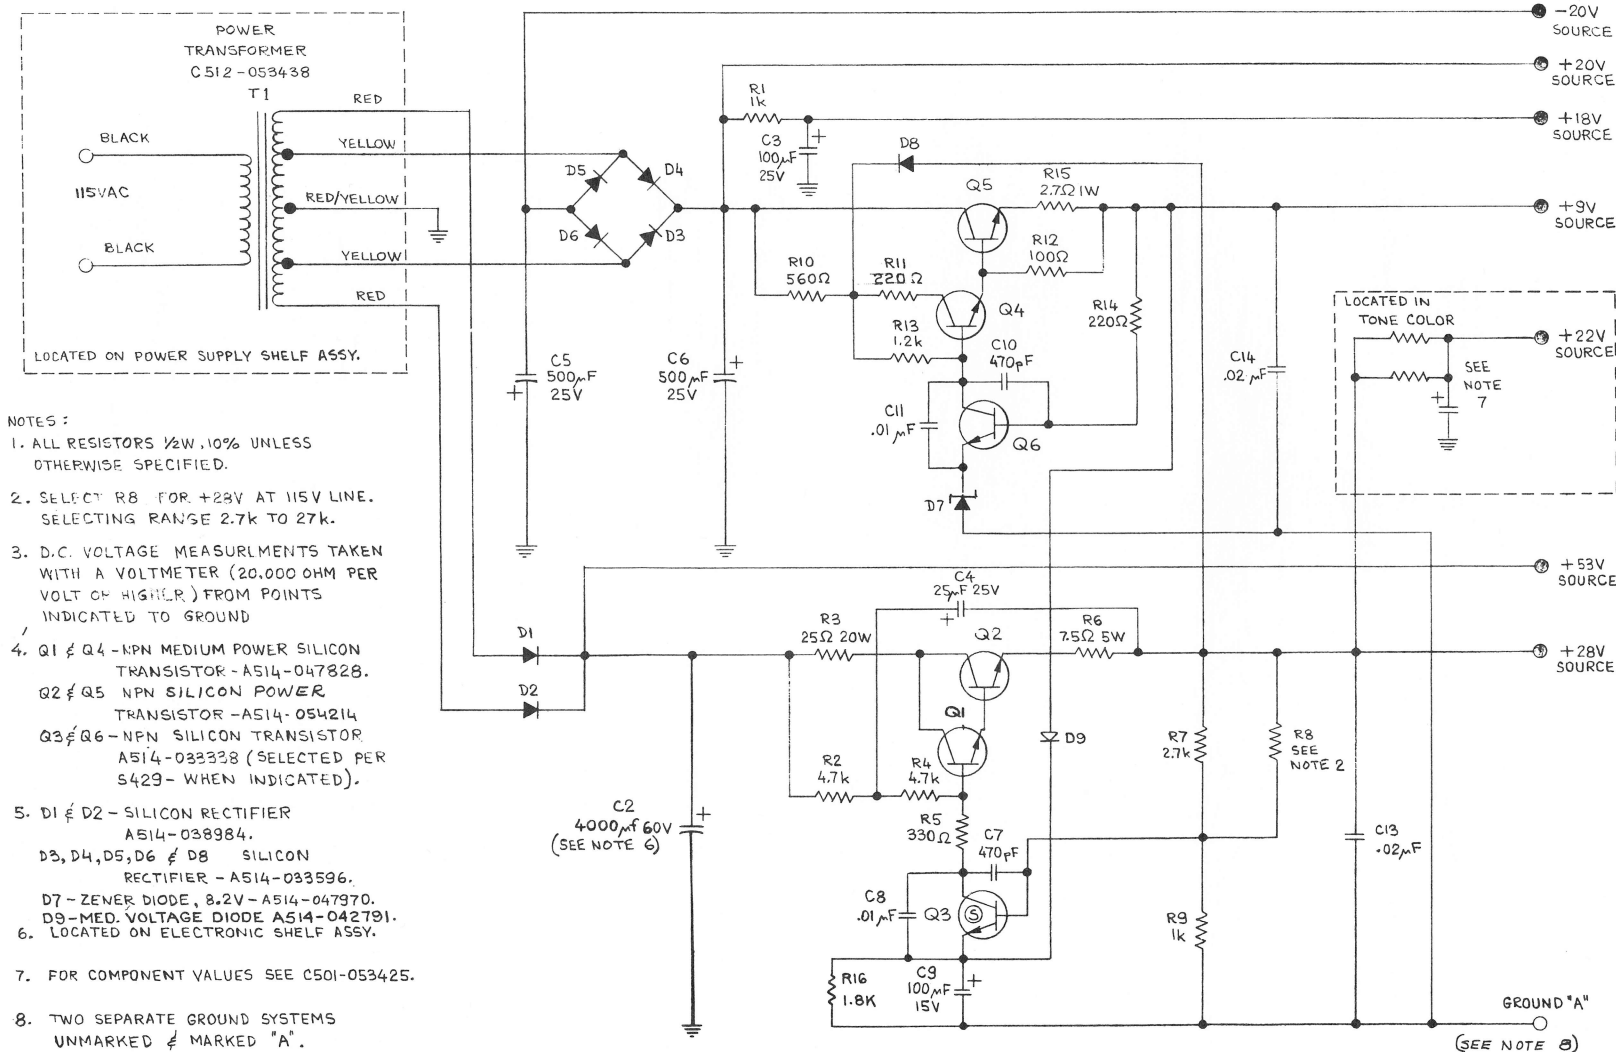 POWER
TRANSFORMER
C512-053438
T1
RED
BLACK
YELLOW
115VAC
RED/YELLOW
BLACK
YELLOW
RED
LOCATED ON POWER SUPPLY SHELF ASSY.
-20V
SOURCE
+20V
SOURCE
+18V
SOURCE
+9V
SOURCE
R1
1k
C3
100µF
25V
+
D8
D5
D4
D6
D3
Q5
R15
2.7Ω 1W
R12
100Ω
R10
560Ω
R11
220Ω
Q4
R14
220Ω
R13
1.2k
C10
470pF
C11
.01µF
Q6
D7
C5
500µF
25V
+
C6
500µF
25V
+
C14
.02µF
LOCATED IN
TONE COLOR
+22V
SOURCE
SEE
NOTE
7
+
+53V
SOURCE
C4
25µF 25V
+
D1
D2
R3
25Ω 20W
Q2
R6
7.5Ω 5W
+28V
SOURCE
Q1
R2
4.7k
R4
4.7k
D9
R7
2.7k
R8
SEE
NOTE 2
C2
4000µf 60V
(SEE NOTE 6)
+
R5
330Ω
C7
470pF
C13
.02µF
C8
.01µF
Q3
S
R9
1k
R16
1.8K
C9
100µF
15V
+
GROUND "A"
(SEE NOTE 8)
NOTES:
1. ALL RESISTORS ½W, 10% UNLESS
OTHERWISE SPECIFIED.
2. SELECT R8 FOR +28V AT 115V LINE.
SELECTING RANGE 2.7k TO 27k.
3. D.C. VOLTAGE MEASUREMENTS TAKEN
WITH A VOLTMETER (20.000 OHM PER
VOLT OR HIGHER) FROM POINTS
INDICATED TO GROUND
4. Q1 & Q4 - NPN MEDIUM POWER SILICON
TRANSISTOR - A514-047828.
Q2 & Q5 NPN SILICON POWER
TRANSISTOR - A514-054214
Q3 & Q6 - NPN SILICON TRANSISTOR
A514-033338 (SELECTED PER
S429 - WHEN INDICATED).
5. D1 & D2 - SILICON RECTIFIER
A514-038984.
D3, D4, D5, D6 & D8 SILICON
RECTIFIER - A514-033596.
D7 - ZENER DIODE, 8.2V - A514-047970.
D9 - MED. VOLTAGE DIODE A514-042791.
6. LOCATED ON ELECTRONIC SHELF ASSY.
7. FOR COMPONENT VALUES SEE C501-053425.
8. TWO SEPARATE GROUND SYSTEMS
UNMARKED & MARKED "A".